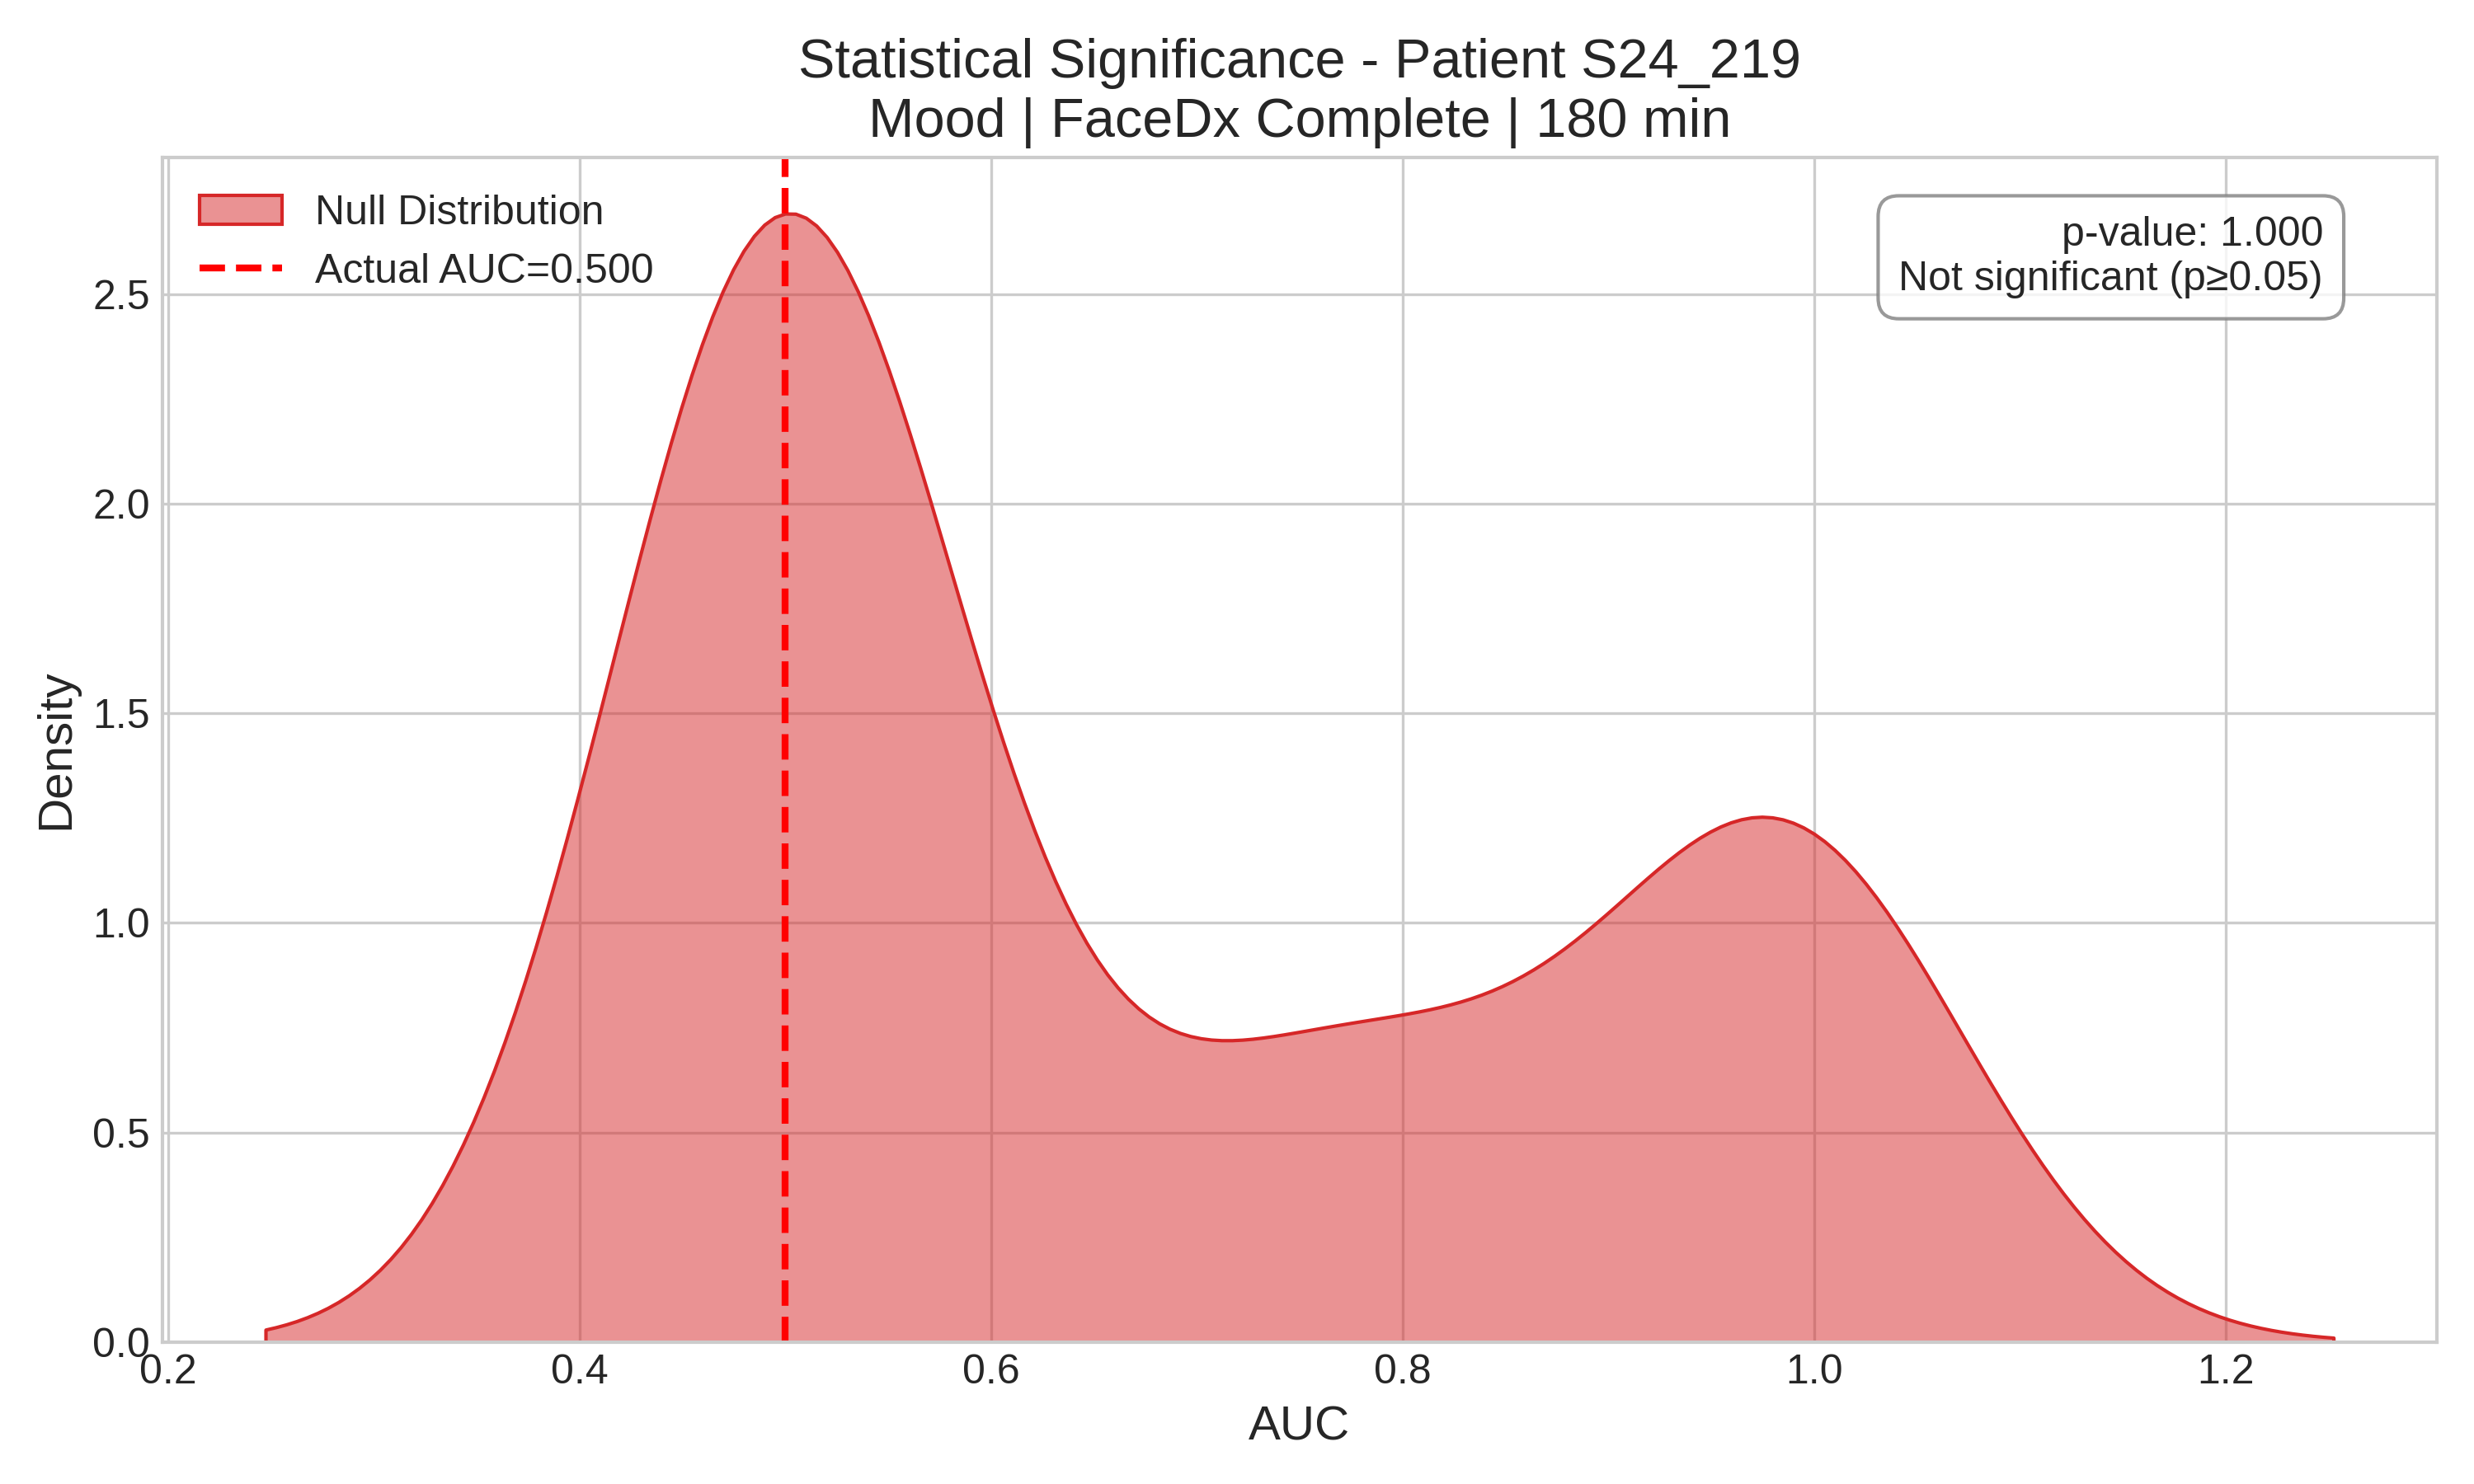 Statistical Significance - Patient S24_219
Mood | FaceDx Complete | 180 min
Null Distribution
Actual AUC=0.500
p-value: 1.000
Not significant (p≥0.05)
Density
2.5
2.0
1.5
1.0
0.5
0.0
0.2 0.4 0.6 0.8 1.0 1.2
AUC